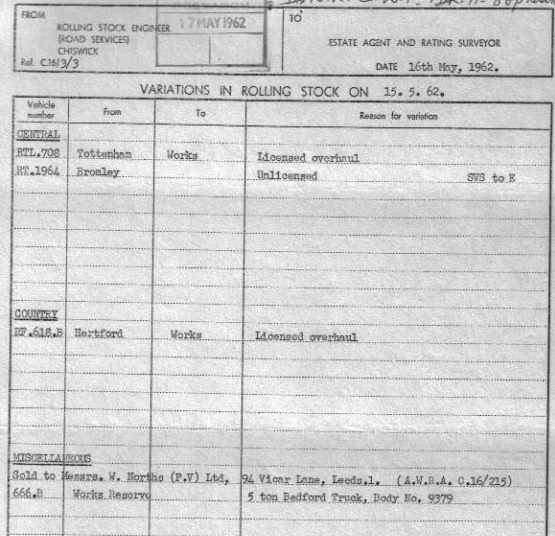 FROM
ROLLING STOCK ENGINEER
(ROAD SERVICES)
CHISWICK
Ref. C.16/3/3
17 MAY 1962
TO
ESTATE AGENT AND RATING SURVEYOR
DATE 16th May, 1962.
VARIATIONS IN ROLLING STOCK ON 15. 5. 62.
Vehicle number From To Reason for variation
CENTRAL
RTL.708 Tottenham Works Licensed overhaul
RT.1964 Bromley Unlicensed SVS to E
COUNTRY
RF.618.B Hertford Works Licensed overhaul
MISCELLANEOUS
Sold to Messrs. W. Norths (P.V) Ltd, 94 Vicar Lane, Leeds,1. (A.W.R.A. C.16/215)
666.B Works Reserve 5 ton Bedford Truck, Body No. 9379